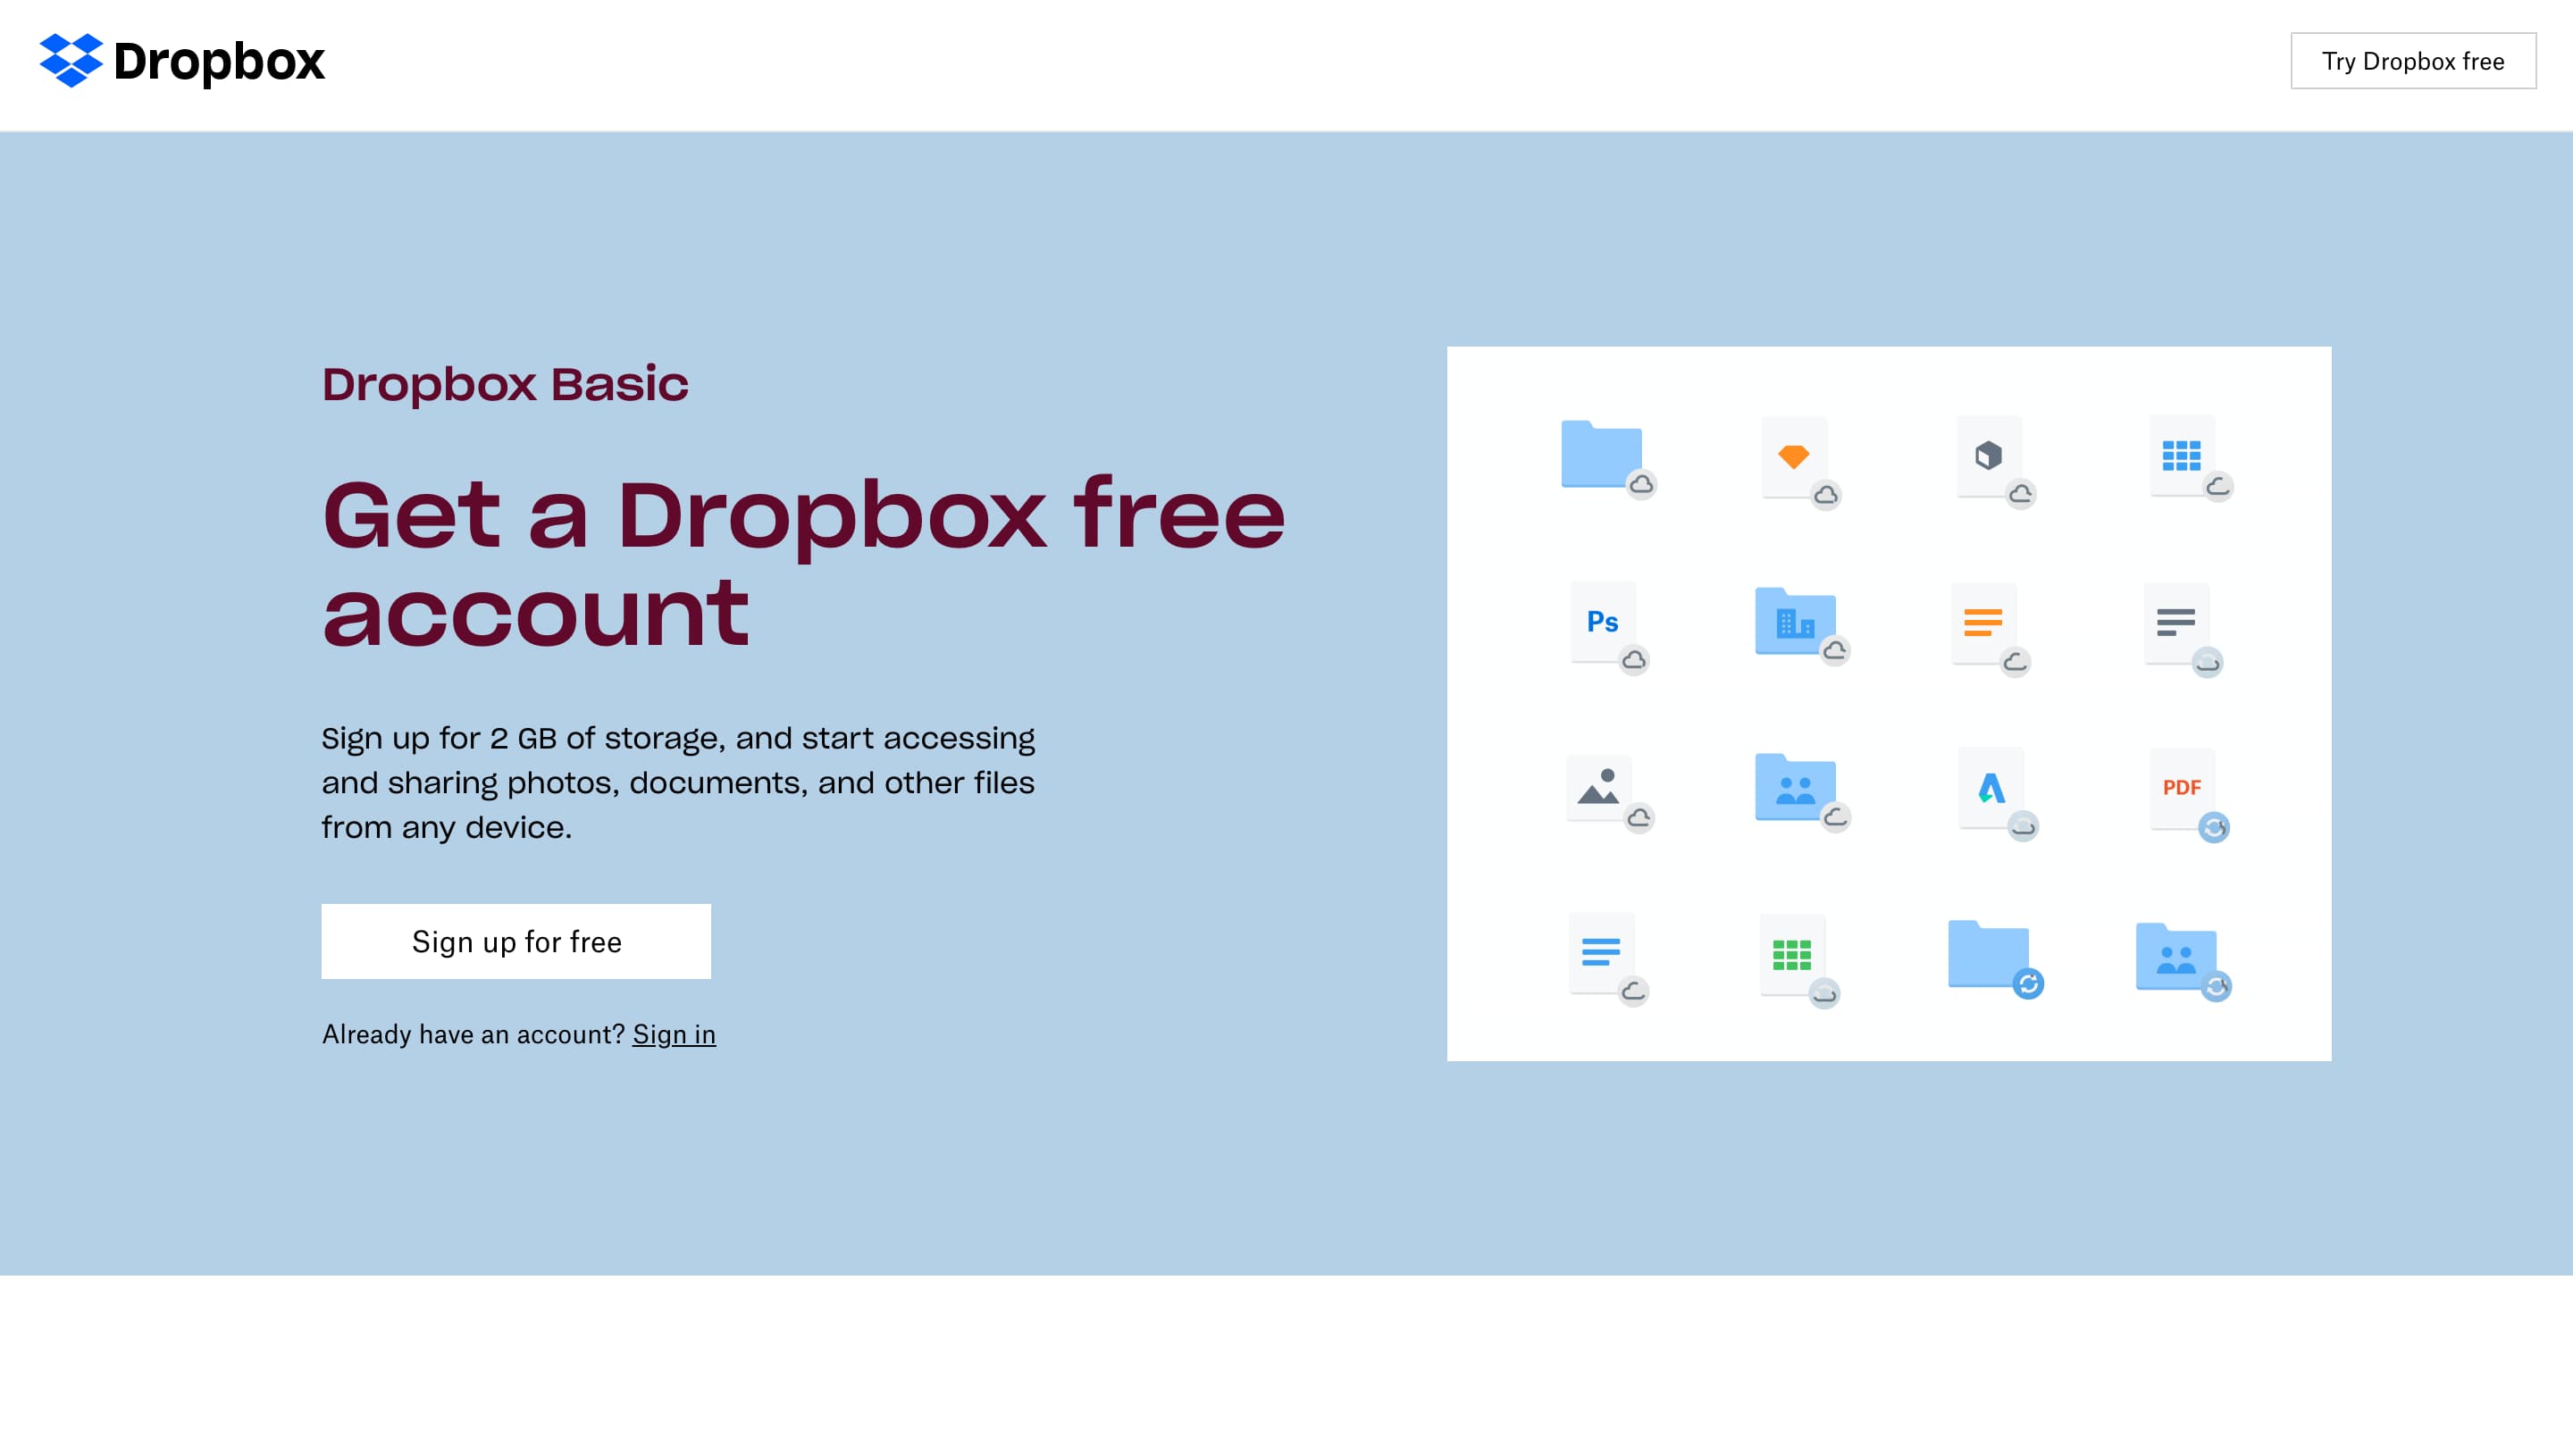 Dropbox
Try Dropbox free
Dropbox Basic
Get a Dropbox free
account
Sign up for 2 GB of storage, and start accessing
and sharing photos, documents, and other files
from any device.
Sign up for free
Already have an account? Sign in
Ps
PDF